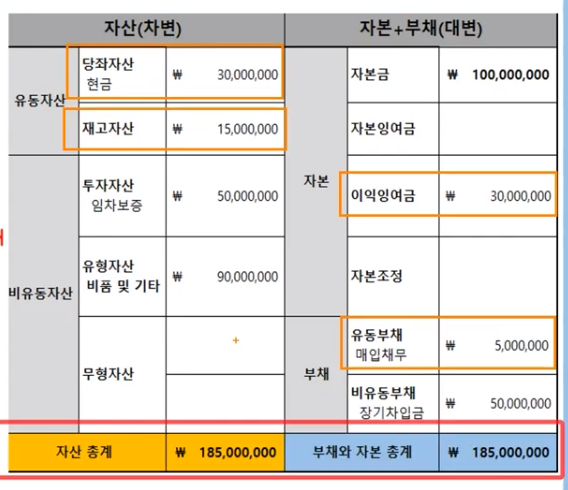 자산(차변) 자본+부채(대변)
유동자산
당좌자산
현금
₩ 30,000,000
재고자산 ₩ 15,000,000
비유동자산
투자자산
임차보증
₩ 50,000,000
유형자산
비품 및 기타
₩ 90,000,000
무형자산
+
자본
자본금 ₩ 100,000,000
자본잉여금
이익잉여금 ₩ 30,000,000
자본조정
부채
유동부채
매입채무
₩ 5,000,000
비유동부채
장기차입금
₩ 50,000,000
자산 총계 ₩ 185,000,000 부채와 자본 총계 ₩ 185,000,000